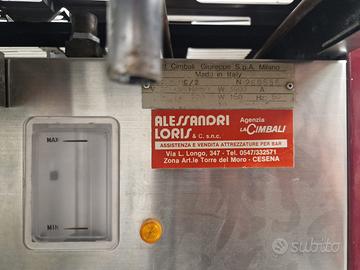 Cimbali Giuseppe S.p.A. Milano
Made in Italy
E/2
ALESSANDRI
LORIS & C. s.n.c.
Agenzia
LA CIMBALI
ASSISTENZA E VENDITA ATTREZZATURE PER BAR
Via L. Longo, 347 - Tel. 0547/332571
Zona Art.le Torre del Moro - CESENA
MAX
MIN
subito